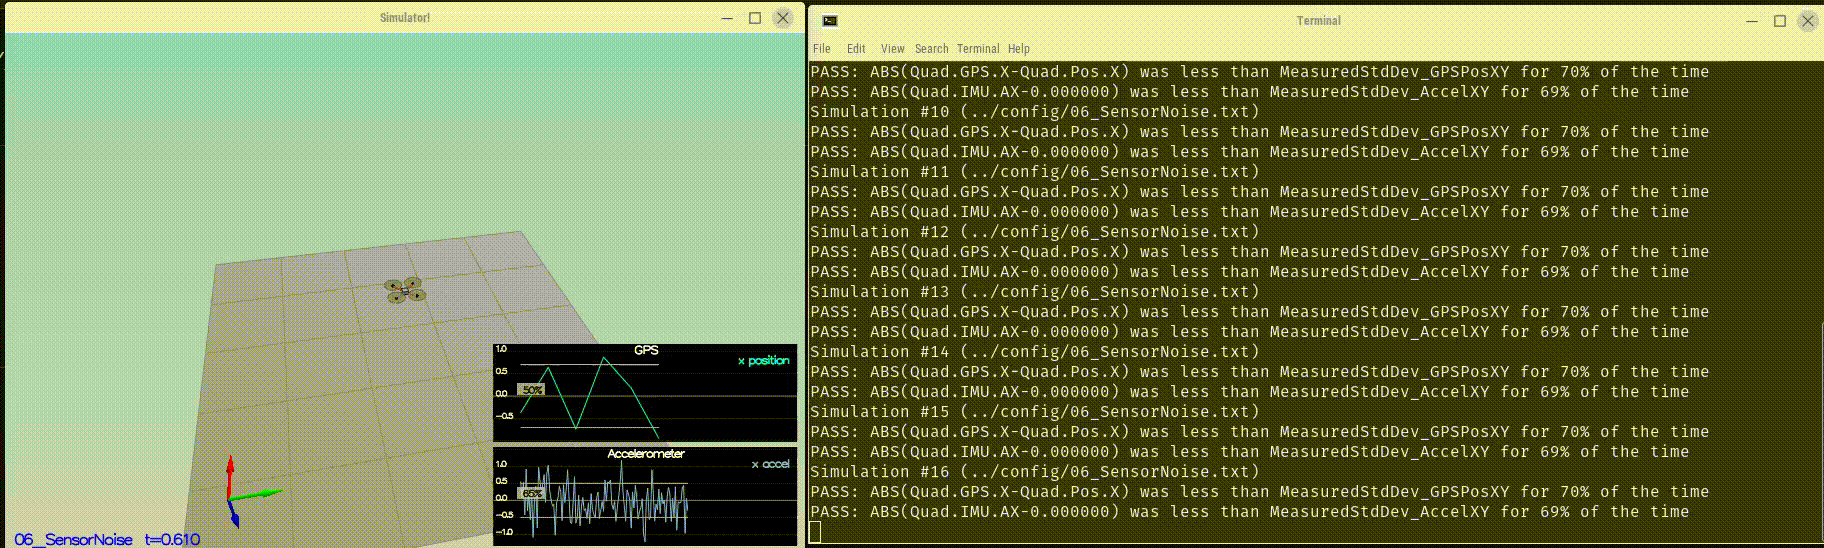 Simulator!
GPS
1.0
0.5
0.0
-0.5
50%
x position
Accelerometer
1.0
0.5
0.0
-0.5
-1.0
65%
x accel
06_SensorNoise t=0.610
Terminal
File Edit View Search Terminal Help
PASS: ABS(Quad.GPS.X-Quad.Pos.X) was less than MeasuredStdDev_GPSPosXY for 70% of the time
PASS: ABS(Quad.IMU.AX-0.000000) was less than MeasuredStdDev_AccelXY for 69% of the time
Simulation #10 (../config/06_SensorNoise.txt)
PASS: ABS(Quad.GPS.X-Quad.Pos.X) was less than MeasuredStdDev_GPSPosXY for 70% of the time
PASS: ABS(Quad.IMU.AX-0.000000) was less than MeasuredStdDev_AccelXY for 69% of the time
Simulation #11 (../config/06_SensorNoise.txt)
PASS: ABS(Quad.GPS.X-Quad.Pos.X) was less than MeasuredStdDev_GPSPosXY for 70% of the time
PASS: ABS(Quad.IMU.AX-0.000000) was less than MeasuredStdDev_AccelXY for 69% of the time
Simulation #12 (../config/06_SensorNoise.txt)
PASS: ABS(Quad.GPS.X-Quad.Pos.X) was less than MeasuredStdDev_GPSPosXY for 70% of the time
PASS: ABS(Quad.IMU.AX-0.000000) was less than MeasuredStdDev_AccelXY for 69% of the time
Simulation #13 (../config/06_SensorNoise.txt)
PASS: ABS(Quad.GPS.X-Quad.Pos.X) was less than MeasuredStdDev_GPSPosXY for 70% of the time
PASS: ABS(Quad.IMU.AX-0.000000) was less than MeasuredStdDev_AccelXY for 69% of the time
Simulation #14 (../config/06_SensorNoise.txt)
PASS: ABS(Quad.GPS.X-Quad.Pos.X) was less than MeasuredStdDev_GPSPosXY for 70% of the time
PASS: ABS(Quad.IMU.AX-0.000000) was less than MeasuredStdDev_AccelXY for 69% of the time
Simulation #15 (../config/06_SensorNoise.txt)
PASS: ABS(Quad.GPS.X-Quad.Pos.X) was less than MeasuredStdDev_GPSPosXY for 70% of the time
PASS: ABS(Quad.IMU.AX-0.000000) was less than MeasuredStdDev_AccelXY for 69% of the time
Simulation #16 (../config/06_SensorNoise.txt)
PASS: ABS(Quad.GPS.X-Quad.Pos.X) was less than MeasuredStdDev_GPSPosXY for 70% of the time
PASS: ABS(Quad.IMU.AX-0.000000) was less than MeasuredStdDev_AccelXY for 69% of the time